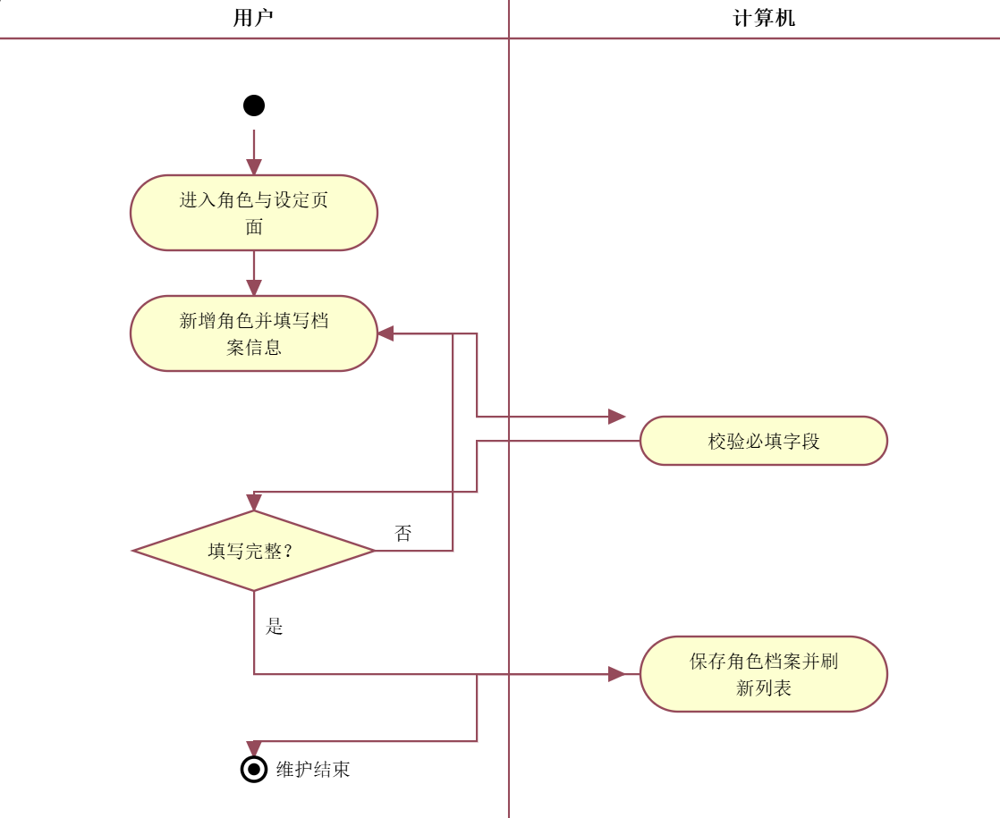 用户
计算机
进入角色与设定页
面
新增角色并填写档
案信息
校验必填字段
否
填写完整？
是
保存角色档案并刷
新列表
维护结束